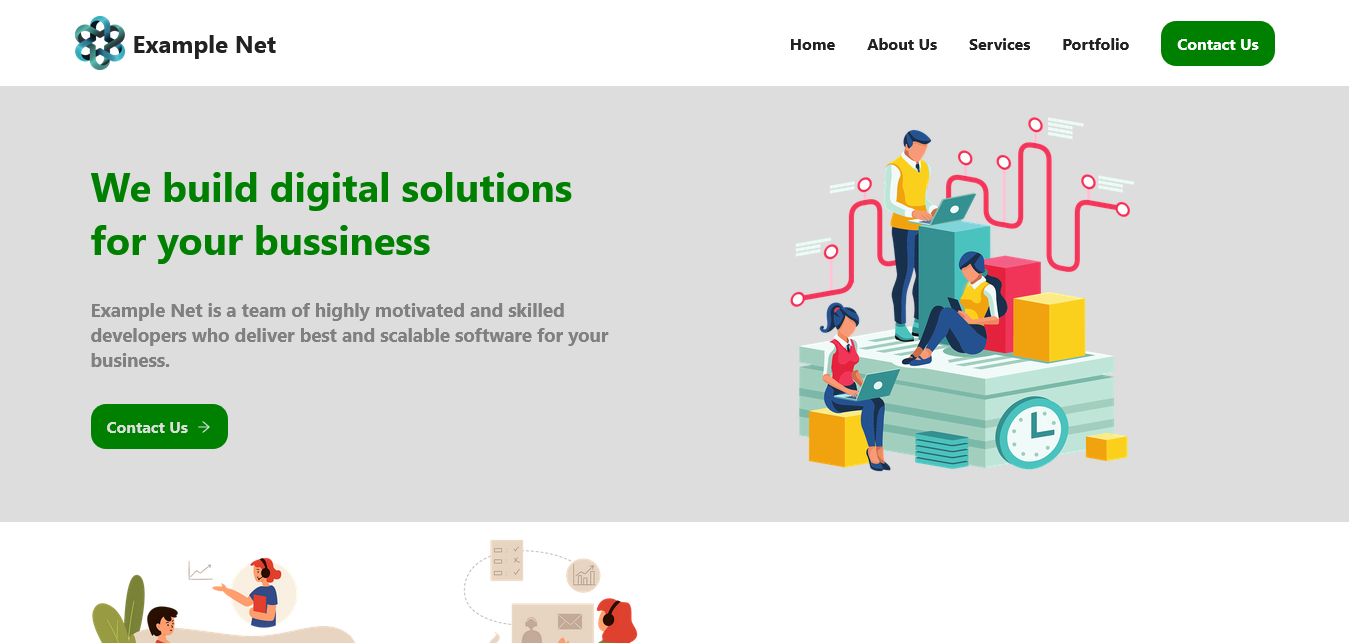 Example Net
Home About Us Services Portfolio Contact Us
We build digital solutions
for your bussiness
Example Net is a team of highly motivated and skilled
developers who deliver best and scalable software for your
business.
Contact Us →